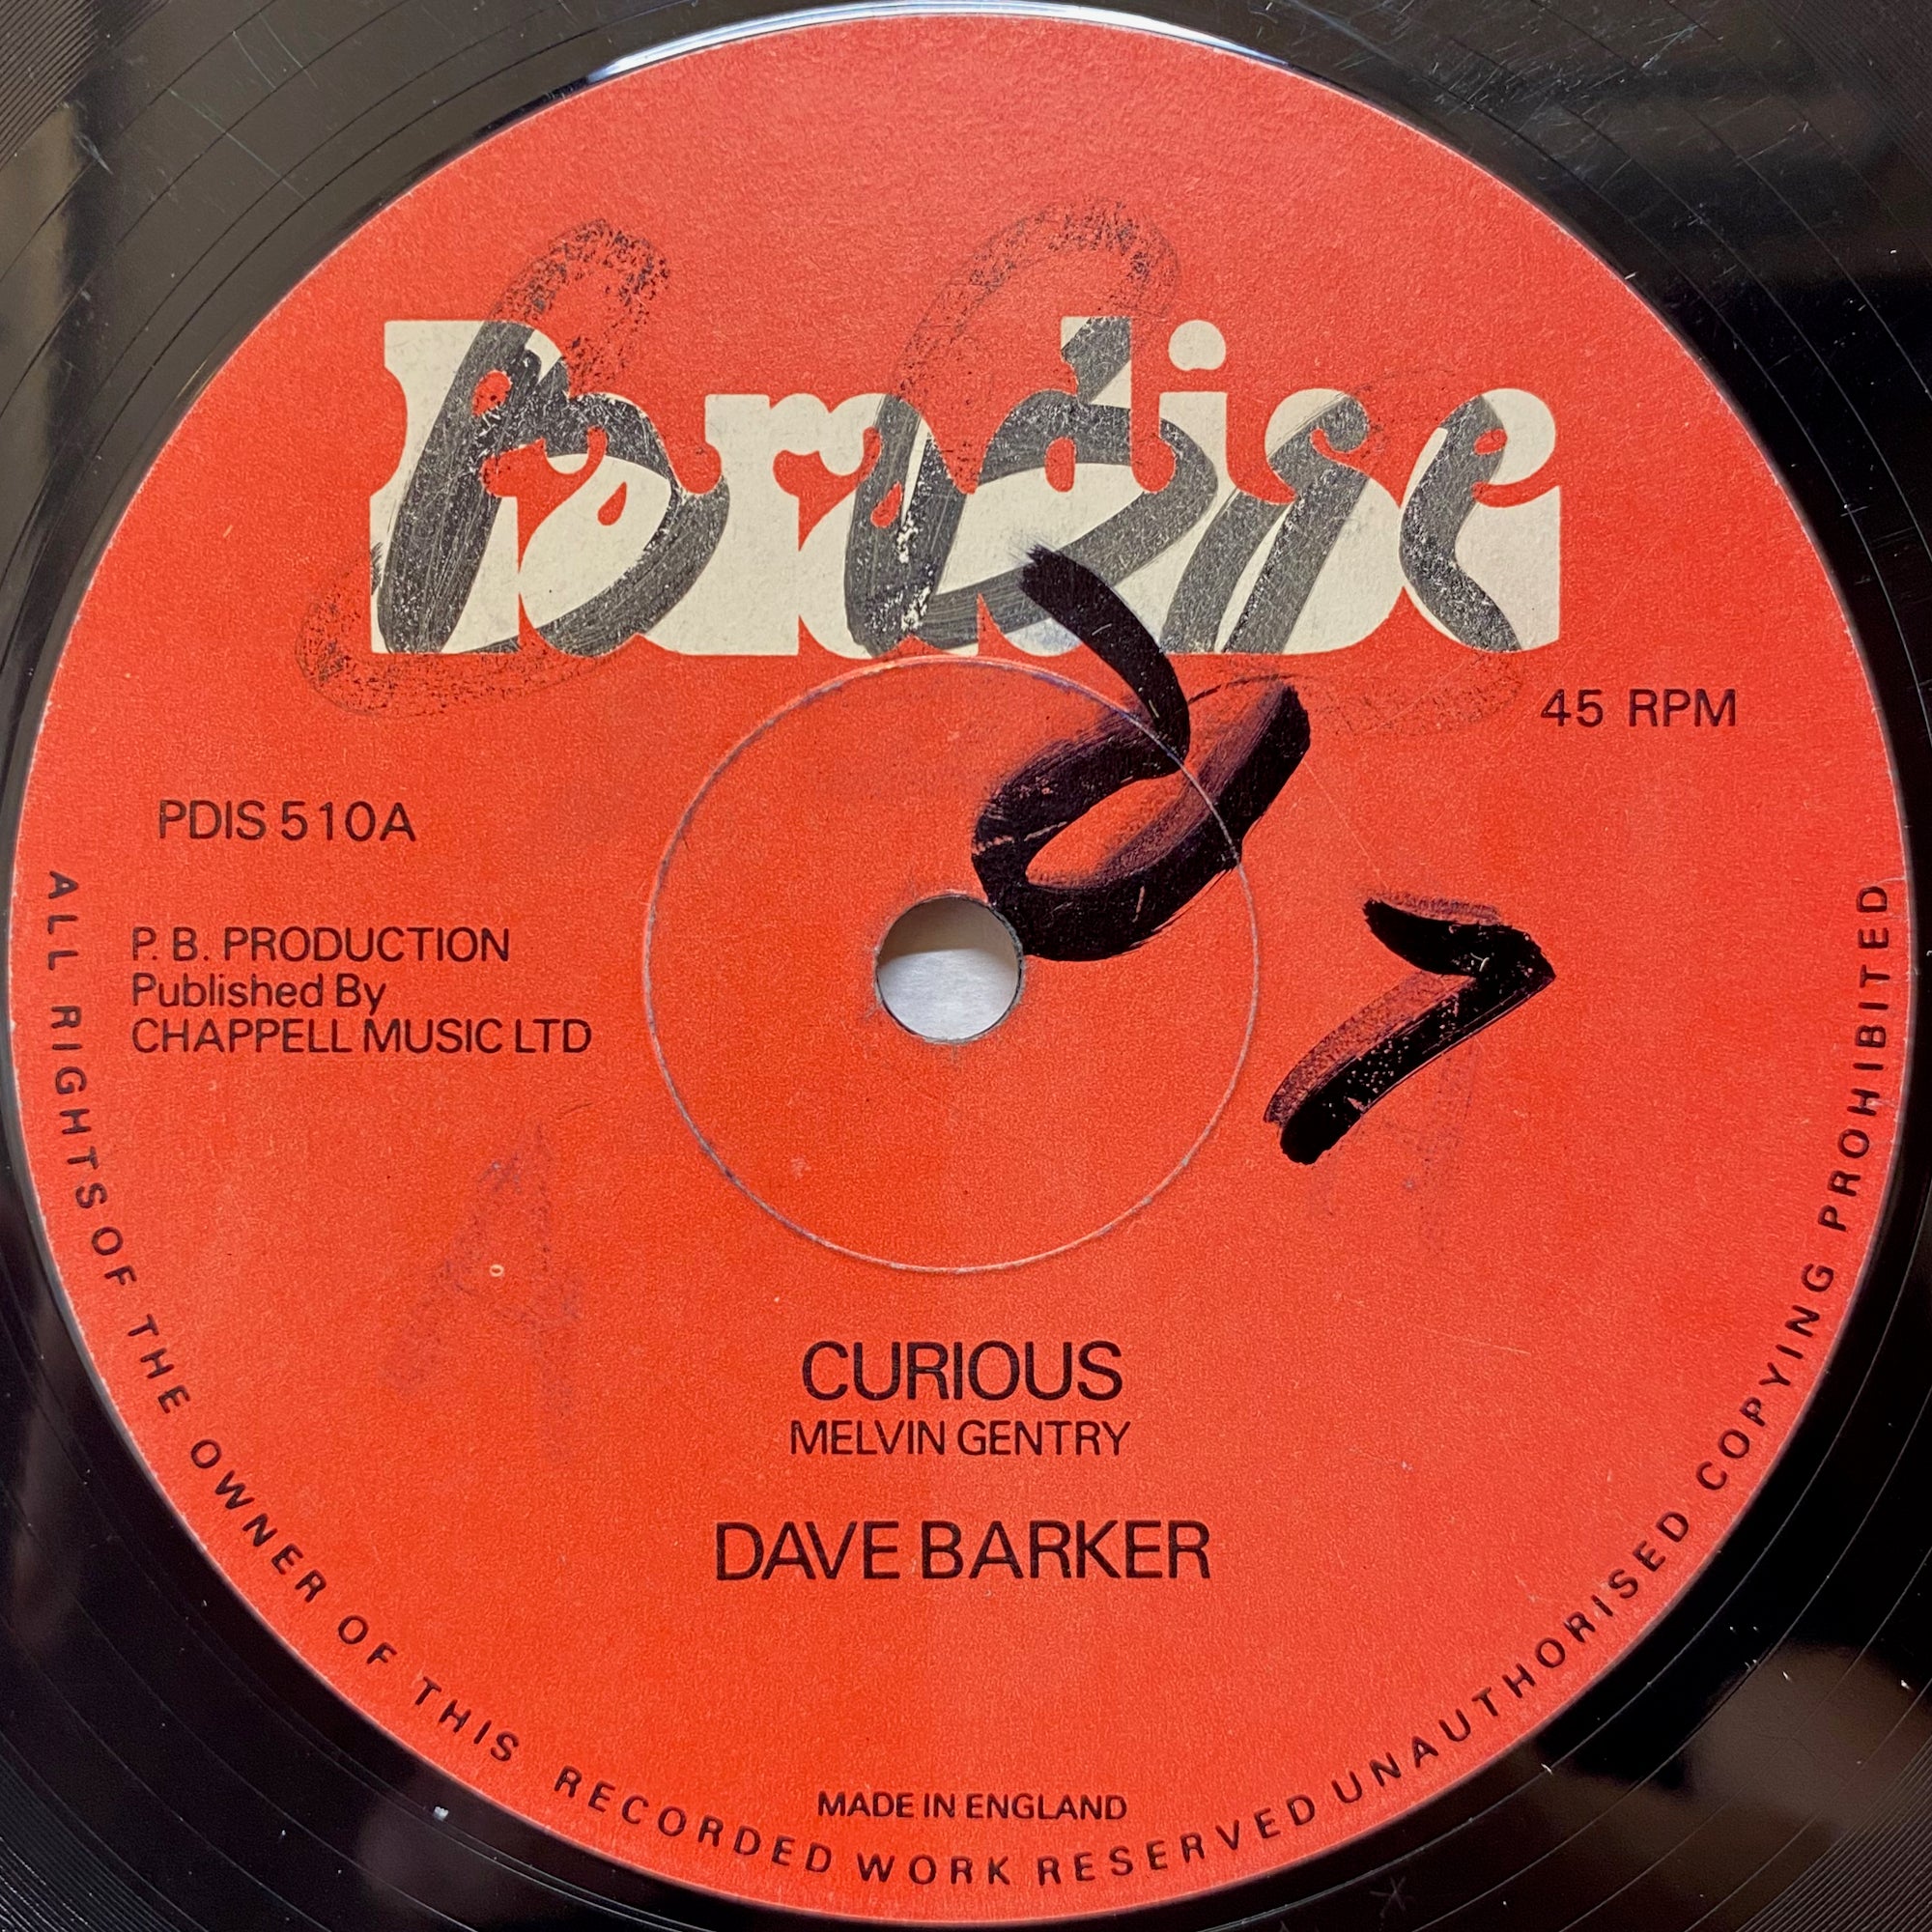 Paradise
45 RPM
PDIS 510A
P. B. PRODUCTION
Published By
CHAPPELL MUSIC LTD
CURIOUS
MELVIN GENTRY
DAVE BARKER
MADE IN ENGLAND
ALL RIGHTS OF THE OWNER OF THIS RECORDED WORK RESERVED UNAUTHORISED COPYING PROHIBITED